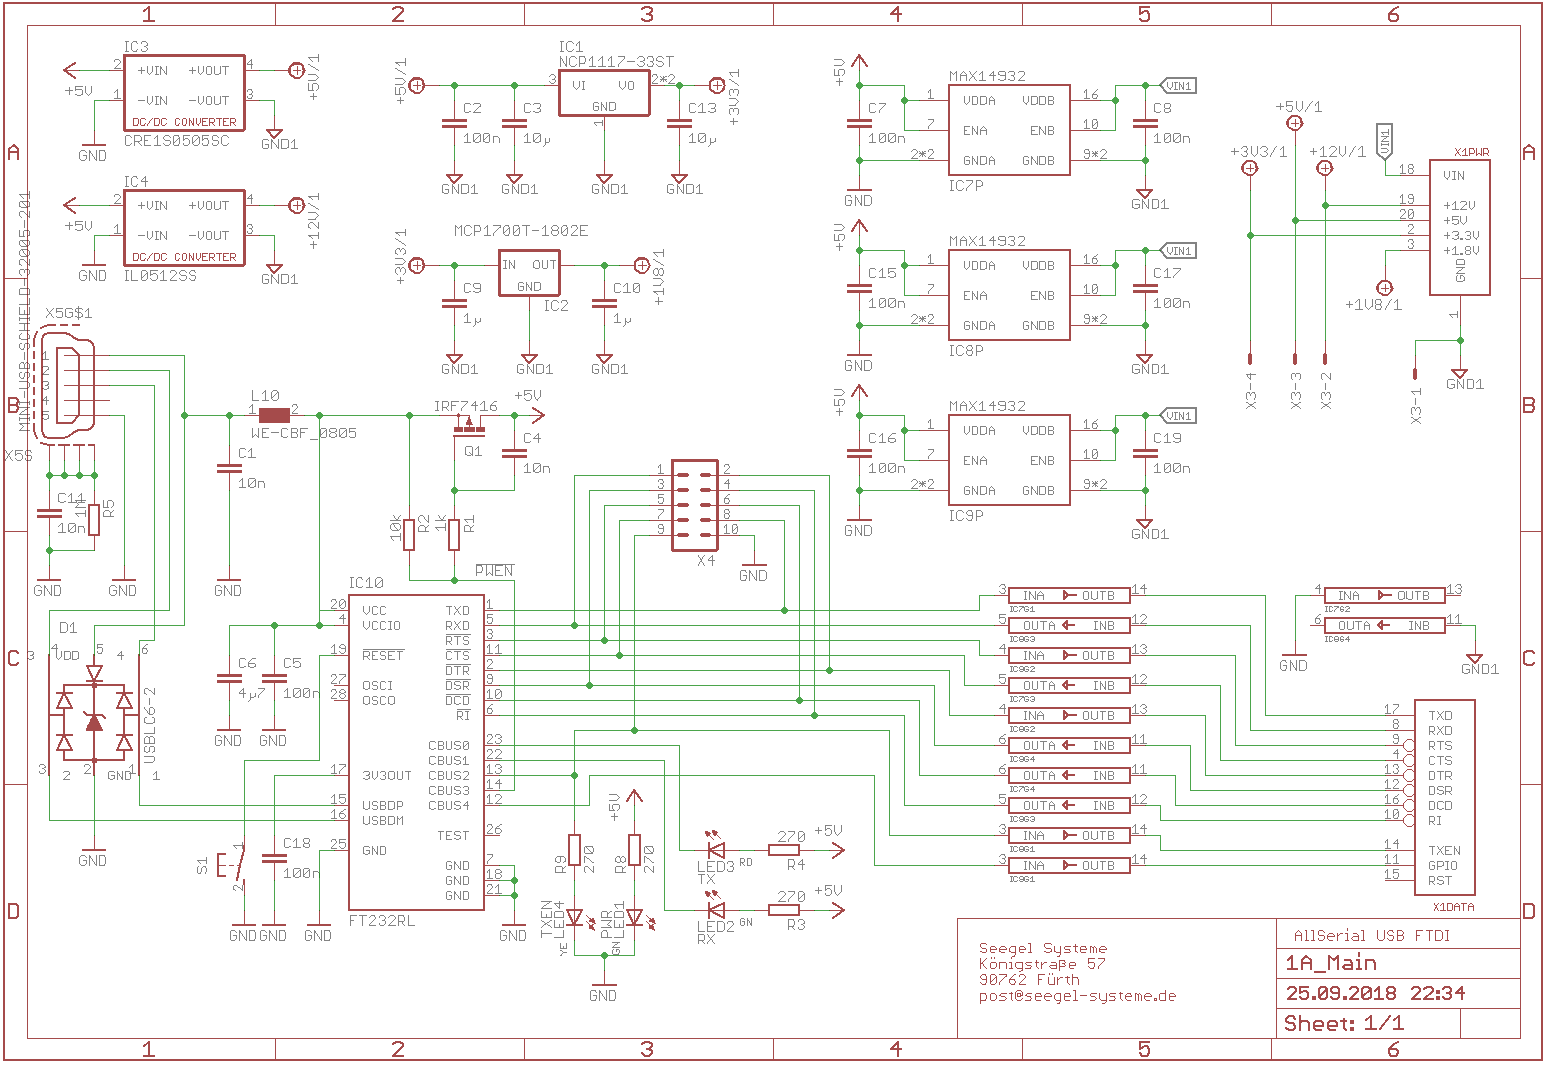 1 2 3 4 5 6
A
B
C
D
IC3
2 +VIN +VOUT 4
1 -VIN -VOUT 3
DC/DC CONVERTER
CRE1S0505SC
+5V
GND
+5V/1
GND1
IC4
2 +VIN +VOUT 4
1 -VIN -VOUT 3
DC/DC CONVERTER
IL0512SS
+5V
GND
+12V/1
GND1
IC1
NCP1117-33ST
3 VI VO 2*2
GND
1
+5V/1
C2
100n
C3
10µ
C13
10µ
+3V3/1
GND1 GND1 GND1 GND1
MCP1700T-1802E
IN OUT
GND
IC2
+3V3/1
C9
1µ
C10
1µ
+1V8/1
GND1 GND1 GND1
+5V
MAX14932
1 VDDA VDDB 16
7 ENA ENB 10
2*2 GNDA GNDB 9*2
IC7P
C7
100n
C8
100n
VIN1
GND
GND1
+5V
MAX14932
1 VDDA VDDB 16
7 ENA ENB 10
2*2 GNDA GNDB 9*2
IC8P
C15
100n
C17
100n
VIN1
GND
GND1
+5V
MAX14932
1 VDDA VDDB 16
7 ENA ENB 10
2*2 GNDA GNDB 9*2
IC9P
C16
100n
C19
100n
VIN1
GND
GND1
+5V/1
+3V3/1 +12V/1
VIN1
X1PWR
18 VIN
19 +12V
20 +5V
2 +3.3V
3 +1.8V
GND
1
+1V8/1
GND1
X3-4
X3-3
X3-2
X3-1
MINI-USB-SCHIELD-32005-201
X5G$1
1
2
3
4
5
X5S
C11
10n
1M
R5
GND GND
L10
1 2
WE-CBF_0805
C1
10n
GND
IRF7416
Q1
+5V
C4
10n
10k
R2
1k
R1
PWEN
X4
1 2
3 4
5 6
7 8
9 10
GND
D1
3 4 VDD 5 4 6
USBLC6-2
3 2 2 GND 1 1
GND
C6
4µ7
C5
100n
GND GND
IC10
20 VCC TXD 1
4 VCCIO RXD 5
RTS 3
19 RESET CTS 11
DTR 2
27 OSCI DSR 9
28 OSCO DCD 10
RI 6
CBUS0 23
CBUS1 22
17 3V3OUT CBUS2 13
CBUS3 14
15 USBDP CBUS4 12
16 USBDM
TEST 26
25 GND
GND 7
GND 18
GND 21
FT232RL
S1
1
2
C18
100n
GND GND GND GND
+5V
R9
270
R8
270
TXEN
LED4
YE
PWR
LED1
GN
GND
LED3
TX
RD
270
R4
+5V
LED2
RX
GN
270
R3
+5V
3 INA OUTB 14
IC7G1
5 OUTA INB 12
IC9G3
4 INA OUTB 13
IC9G2
5 OUTA INB 12
IC7G3
4 INA OUTB 13
IC8G2
6 OUTA INB 11
IC9G4
6 OUTA INB 11
IC7G4
5 OUTA INB 12
IC8G3
3 INA OUTB 14
IC8G1
3 INA OUTB 14
IC9G1
4 INA OUTB 13
IC7G2
6 OUTA INB 11
IC8G4
GND
GND1
17 TXD
8 RXD
9 RTS
4 CTS
13 DTR
12 DSR
16 DCD
10 RI
14 TXEN
11 GPIO
15 RST
X1DATA
Seegel Systeme
Königstraße 57
90762 Fürth
post@seegel-systeme.de
AllSerial USB FTDI
1A_Main
25.09.2018 22:34
Sheet: 1/1
A
B
C
D
1 2 3 4 5 6